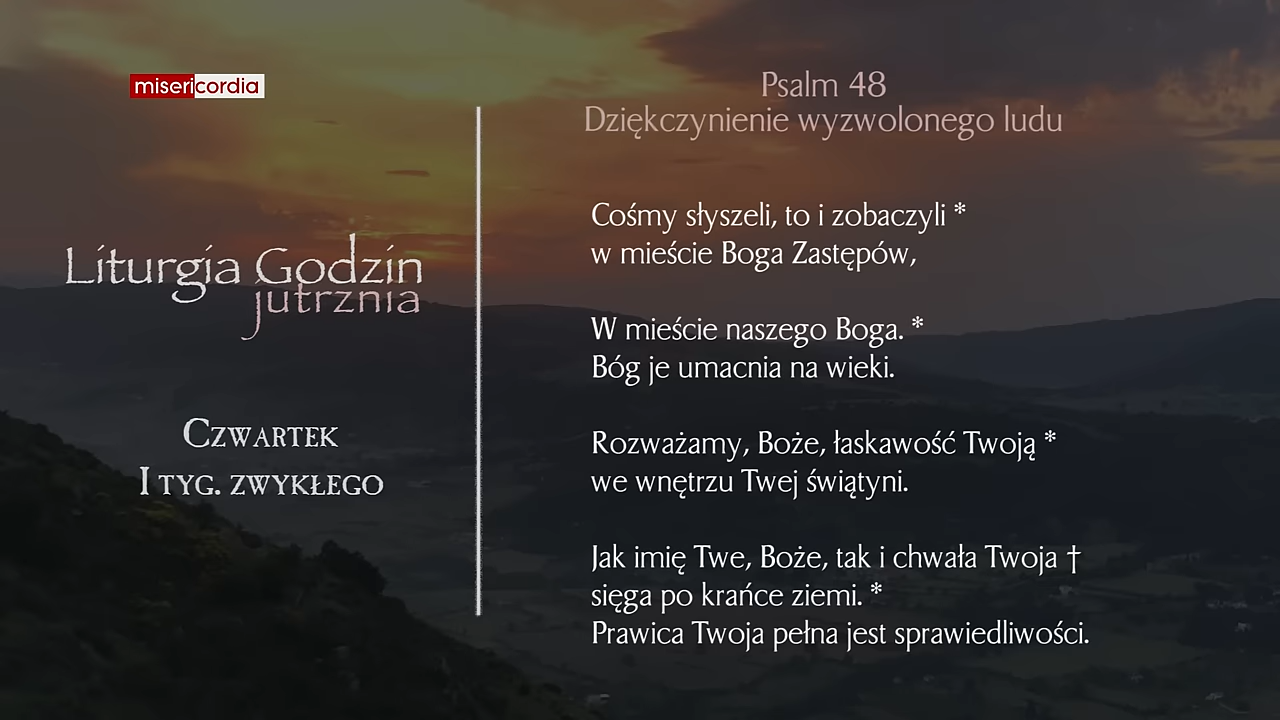 misericordia
Liturgia Godzin
jutrznia
Czwartek
I tyg. zwykłego
Psalm 48
Dziękczynienie wyzwolonego ludu
Cośmy słyszeli, to i zobaczyli *
w mieście Boga Zastępów,
W mieście naszego Boga. *
Bóg je umacnia na wieki.
Rozważamy, Boże, łaskawość Twoją *
we wnętrzu Twej świątyni.
Jak imię Twe, Boże, tak i chwała Twoja †
sięga po krańce ziemi. *
Prawica Twoja pełna jest sprawiedliwości.